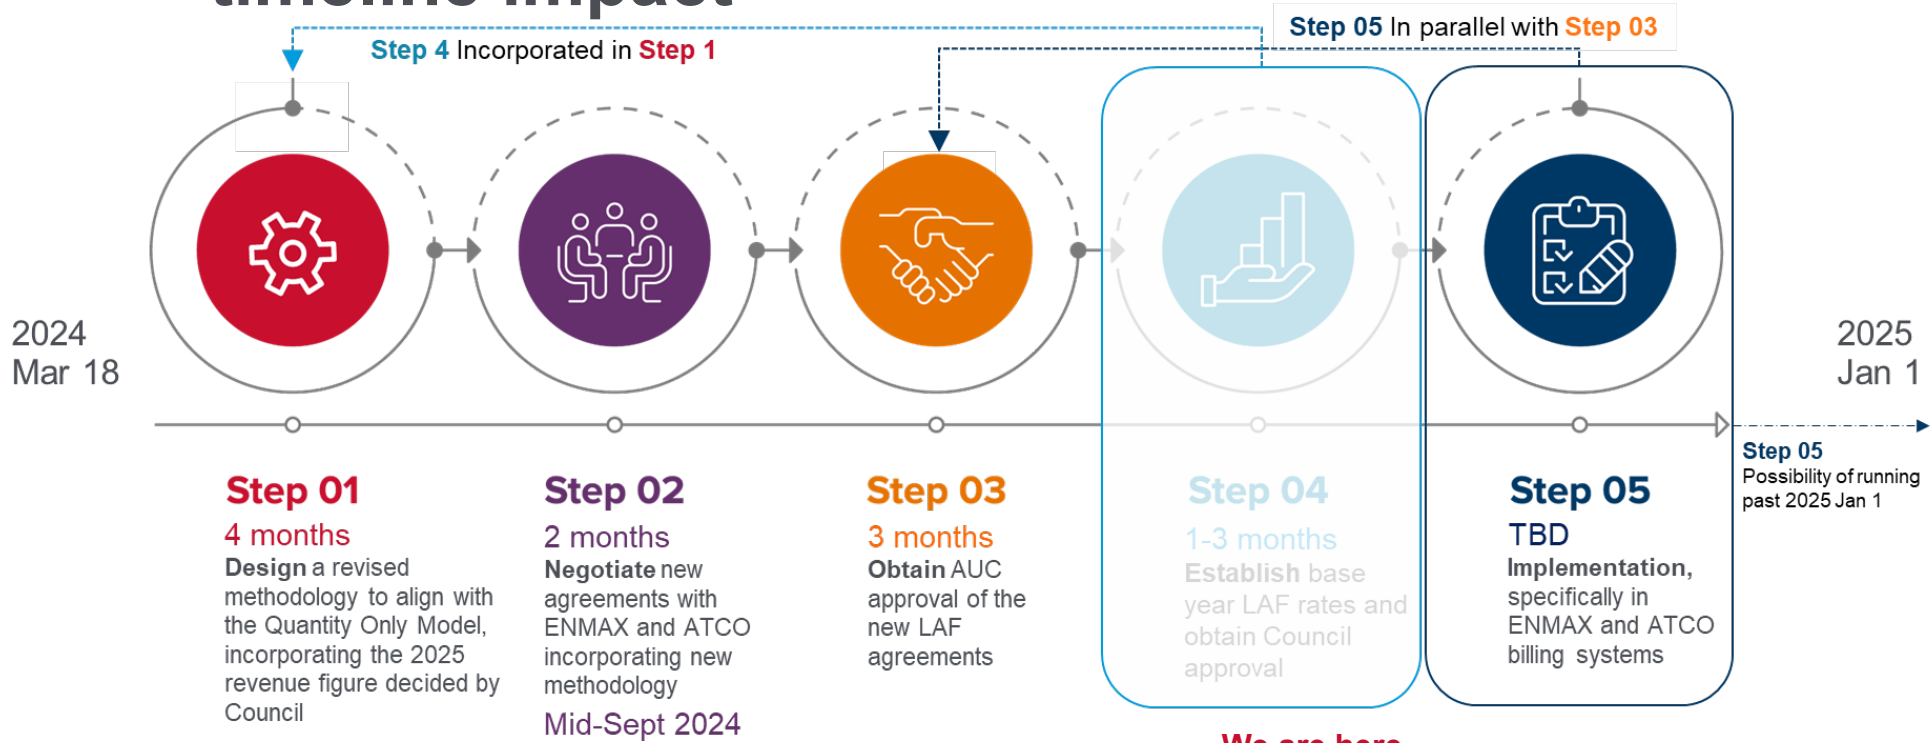 timeline impact
Step 4 Incorporated in Step 1
Step 05 In parallel with Step 03
2024
Mar 18
2025
Jan 1
Step 01
4 months
Design a revised
methodology to align with
the Quantity Only Model,
incorporating the 2025
revenue figure decided by
Council
Step 02
2 months
Negotiate new
agreements with
ENMAX and ATCO
incorporating new
methodology
Mid-Sept 2024
Step 03
3 months
Obtain AUC
approval of the
new LAF
agreements
Step 04
1-3 months
Establish base
year LAF rates and
obtain Council
approval
Step 05
TBD
Implementation,
specifically in
ENMAX and ATCO
billing systems
Step 05
Possibility of running
past 2025 Jan 1
We are here